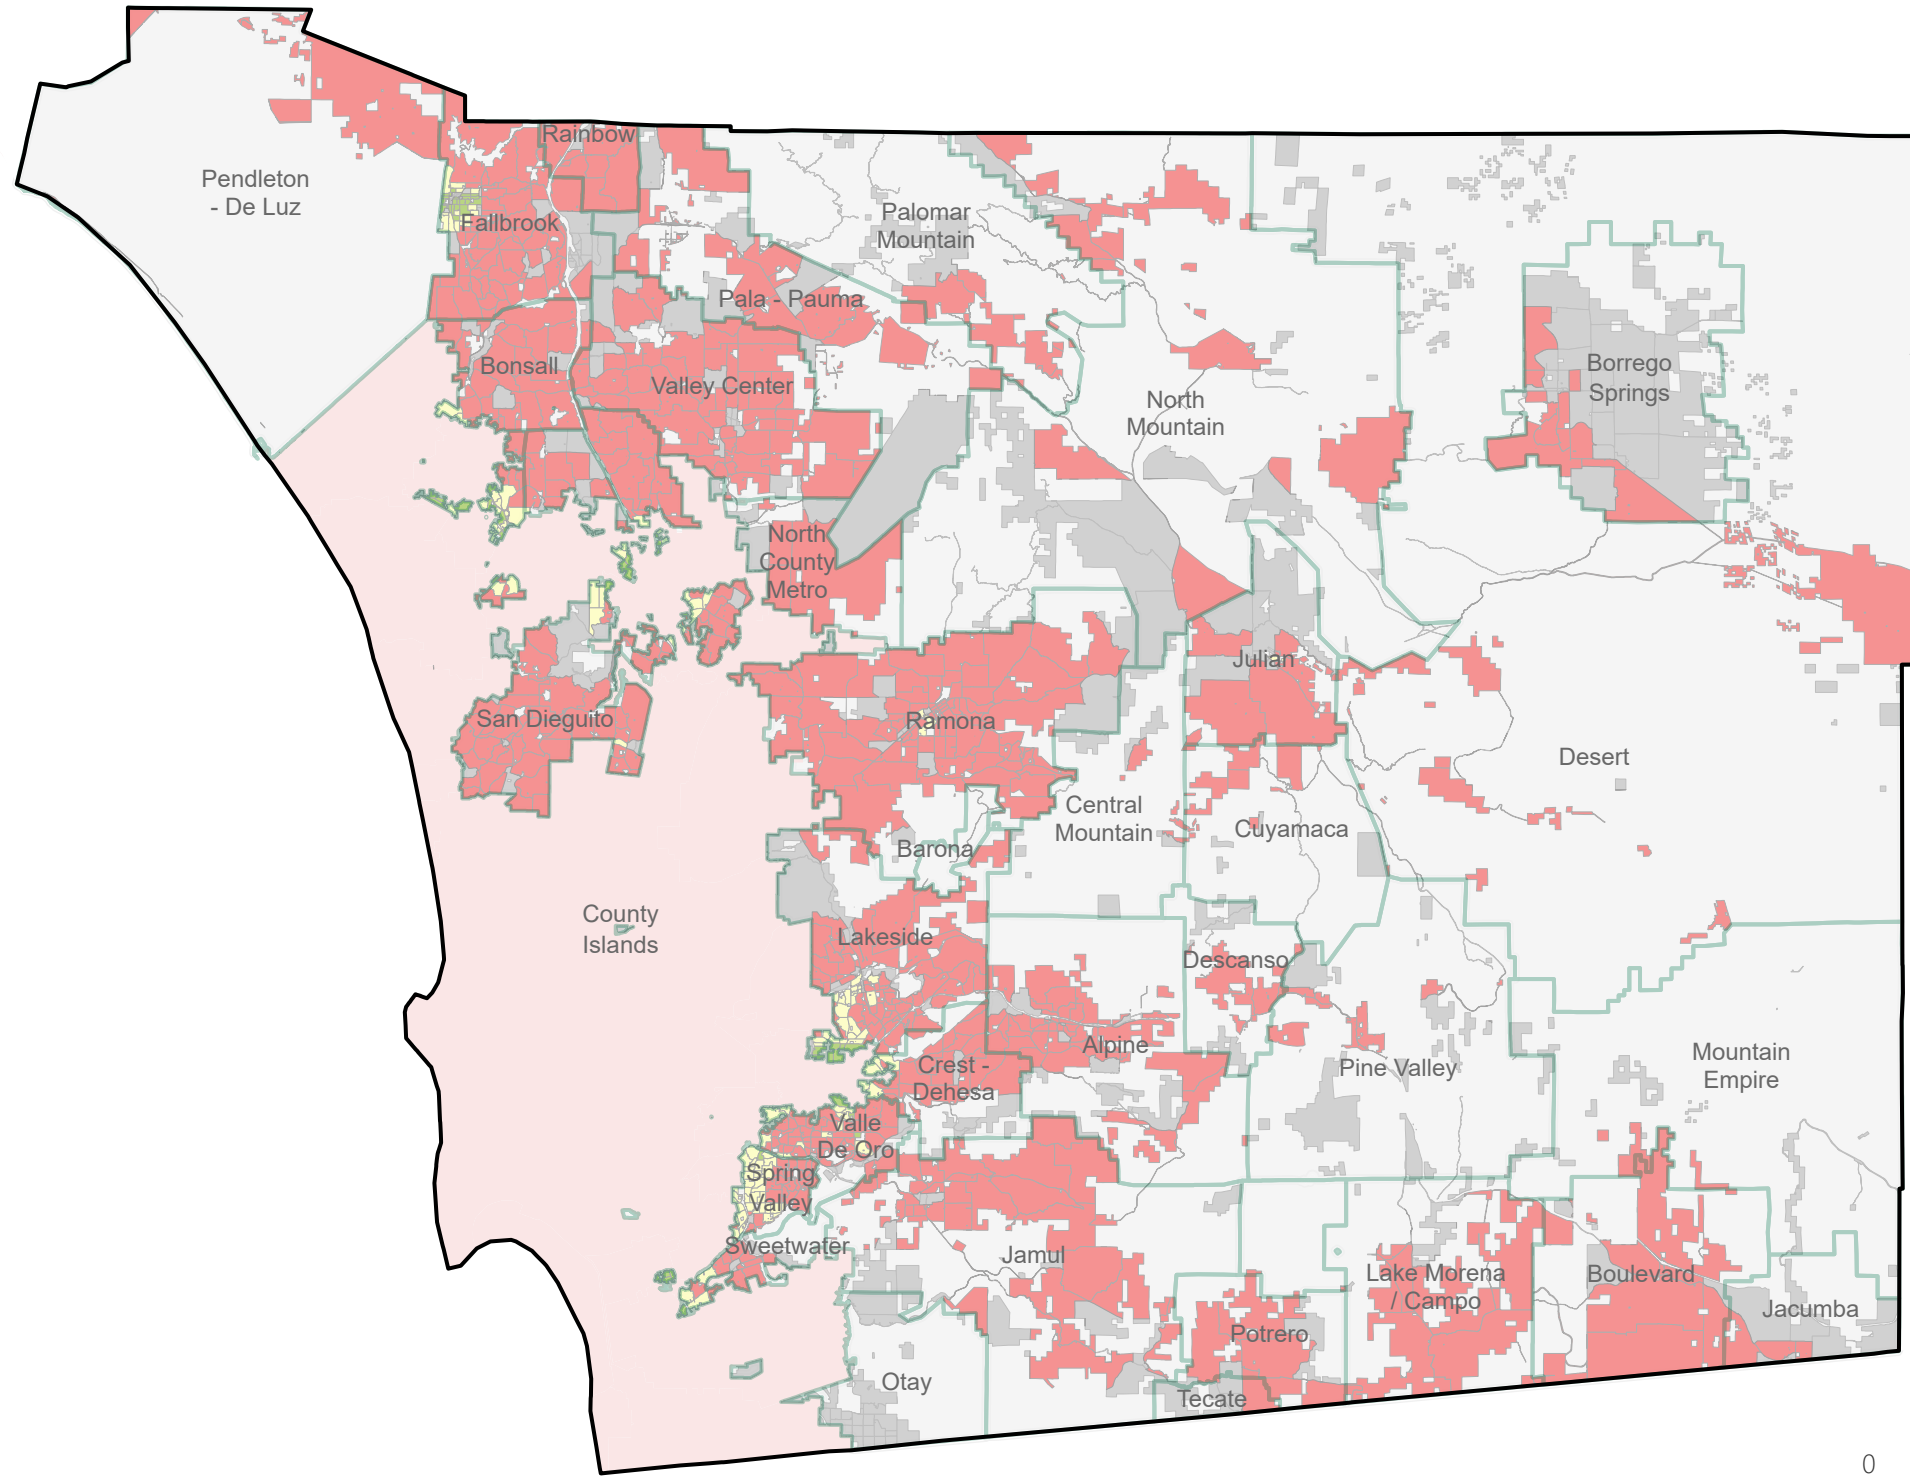 Rainbow
Pendleton
- De Luz
Fallbrook
Palomar
Mountain
Pala - Pauma
Bonsall
Valley Center
North
Mountain
Borrego
Springs
North
County
Metro
Julian
San Dieguito
Ramona
Desert
Central
Mountain
Cuyamaca
Barona
County
Islands
Lakeside
Descanso
Alpine
Crest -
Dehesa
Pine Valley
Mountain
Empire
Valle
De Oro
Spring
Valley
Sweetwater
Jamul
Lake Morena
/ Campo
Boulevard
Jacumba
Potrero
Otay
Tecate
0